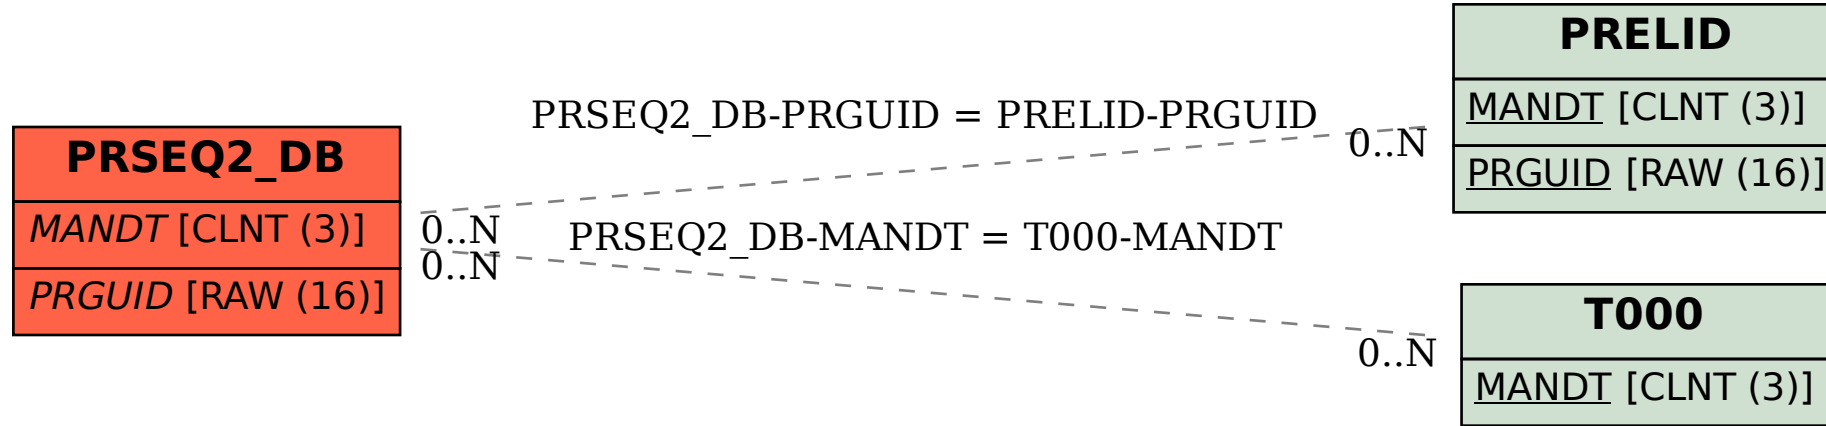 PRSEQ2_DB
MANDT [CLNT (3)]
PRGUID [RAW (16)]
PRSEQ2_DB-PRGUID = PRELID-PRGUID
0..N
0..N
PRSEQ2_DB-MANDT = T000-MANDT
0..N
0..N
PRELID
MANDT [CLNT (3)]
PRGUID [RAW (16)]
T000
MANDT [CLNT (3)]